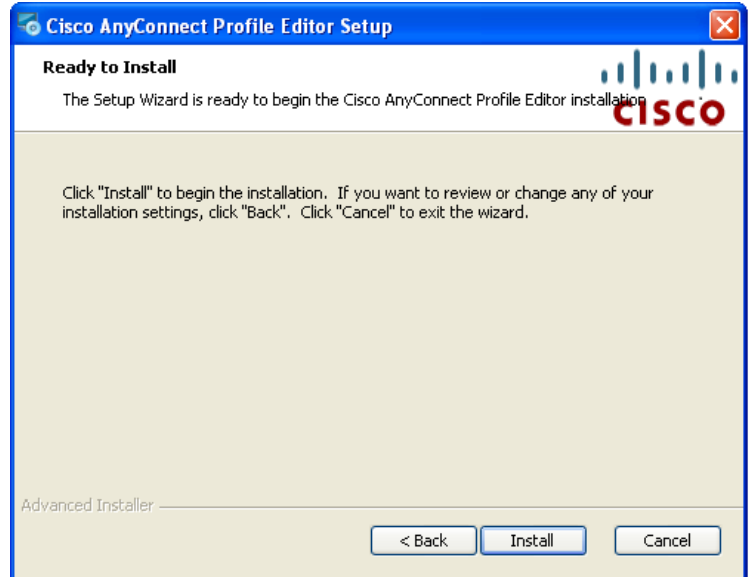 Cisco AnyConnect Profile Editor Setup
Ready to Install
The Setup Wizard is ready to begin the Cisco AnyConnect Profile Editor installation
CISCO
Click "Install" to begin the installation. If you want to review or change any of your
installation settings, click "Back". Click "Cancel" to exit the wizard.
Advanced Installer
< Back Install Cancel